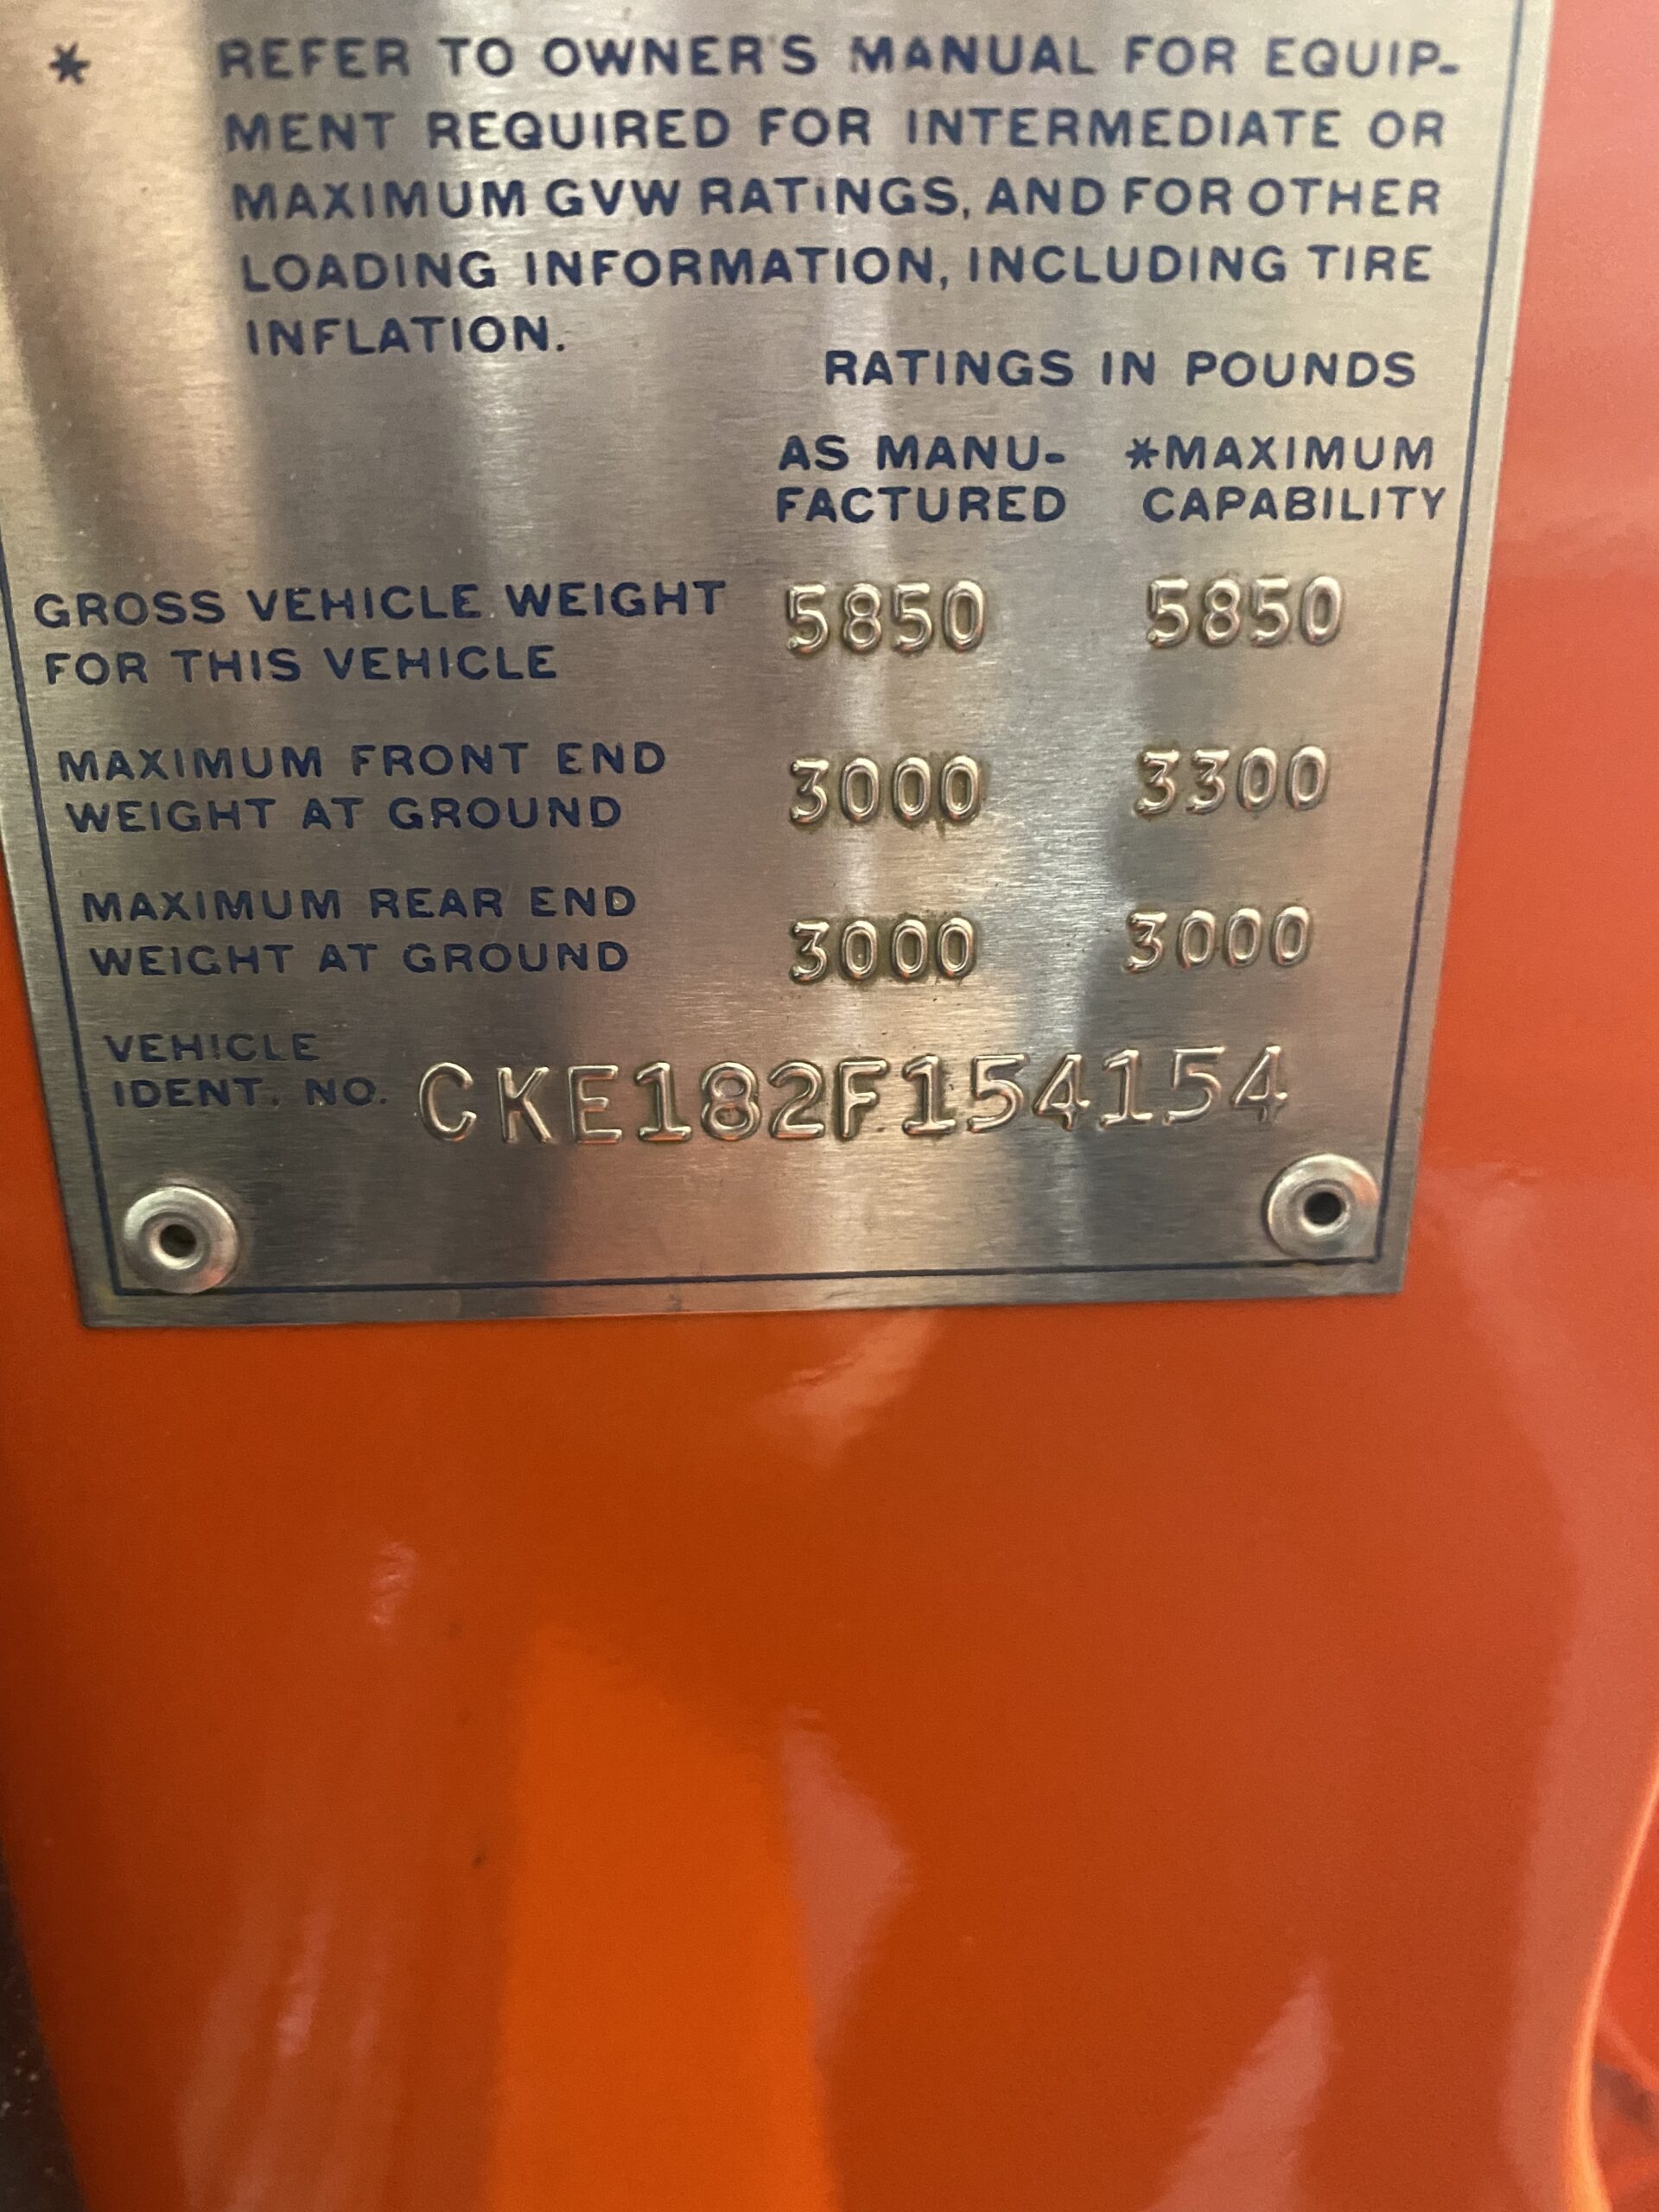 * REFER TO OWNER'S MANUAL FOR EQUIP-
MENT REQUIRED FOR INTERMEDIATE OR
MAXIMUM GVW RATINGS, AND FOR OTHER
LOADING INFORMATION, INCLUDING TIRE
INFLATION.
RATINGS IN POUNDS
AS MANU- *MAXIMUM
FACTURED CAPABILITY
GROSS VEHICLE WEIGHT 5850 5850
FOR THIS VEHICLE
MAXIMUM FRONT END 3000 3300
WEIGHT AT GROUND
MAXIMUM REAR END 3000 3000
WEIGHT AT GROUND
VEHICLE
IDENT. NO. CKE182F154154